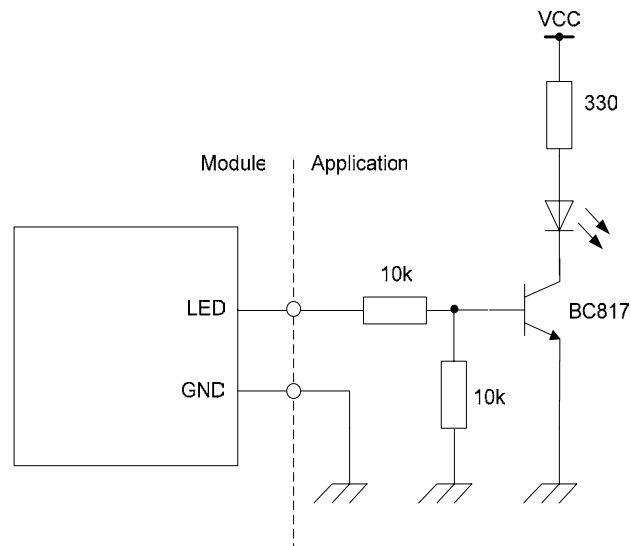 VCC
330
Module
Application
10k
LED
BC817
GND
10k